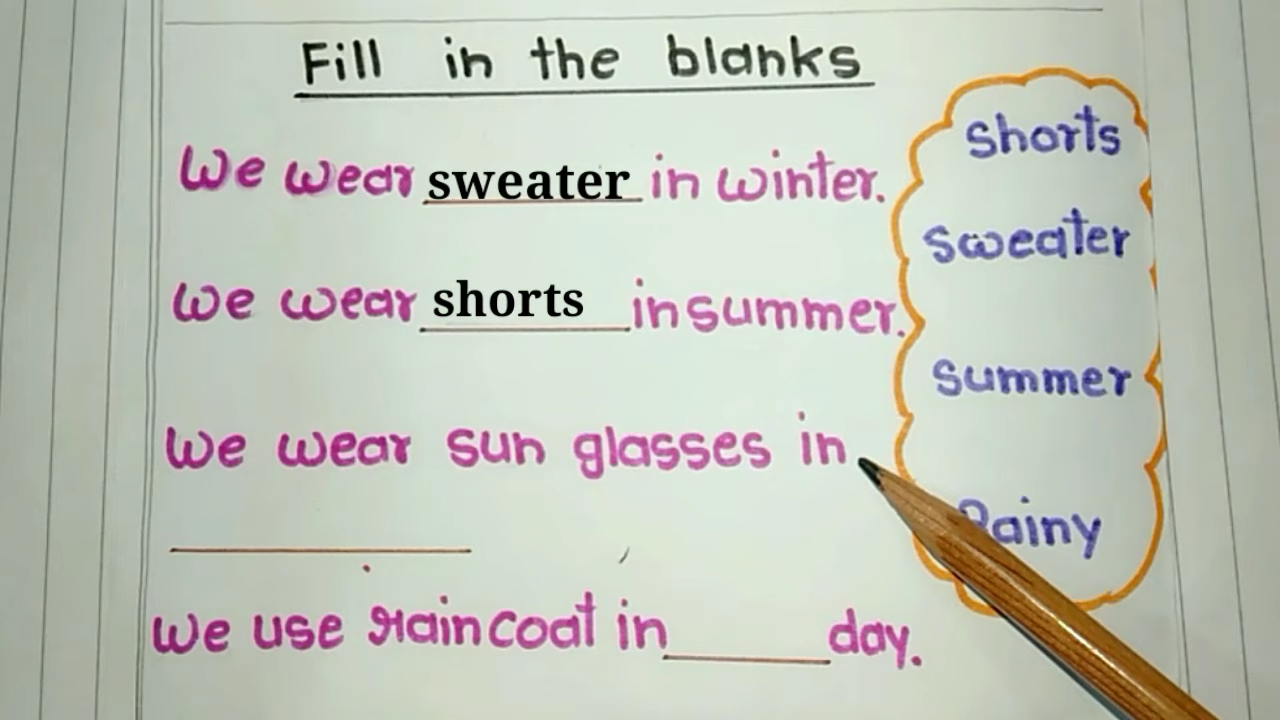 Fill in the blanks
We wear sweater in winter.
We wear shorts in summer.
We wear sun glasses in
We use raincoat in ______ day.
Shorts
Sweater
Summer
Rainy